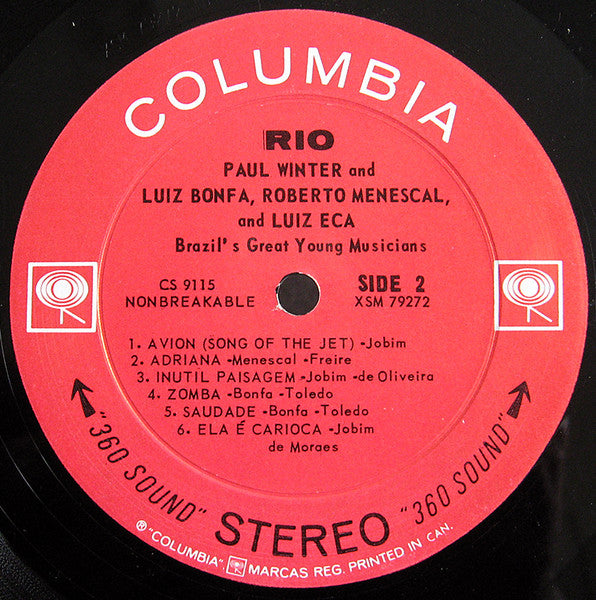 COLUMBIA
RIO
PAUL WINTER and
LUIZ BONFA, ROBERTO MENESCAL,
and LUIZ ECA
Brazil's Great Young Musicians
CS 9115
NONBREAKABLE
SIDE 2
XSM 79272
1. AVION (SONG OF THE JET) -Jobim
2. ADRIANA -Menescal -Freire
3. INUTIL PAISAGEM -Jobim -de Oliveira
4. ZOMBA -Bonfa -Toledo
5. SAUDADE -Bonfa -Toledo
6. ELA É CARIOCA -Jobim
de Moraes
"360 SOUND" STEREO "360 SOUND"
® "COLUMBIA" MARCAS REG. PRINTED IN CAN.